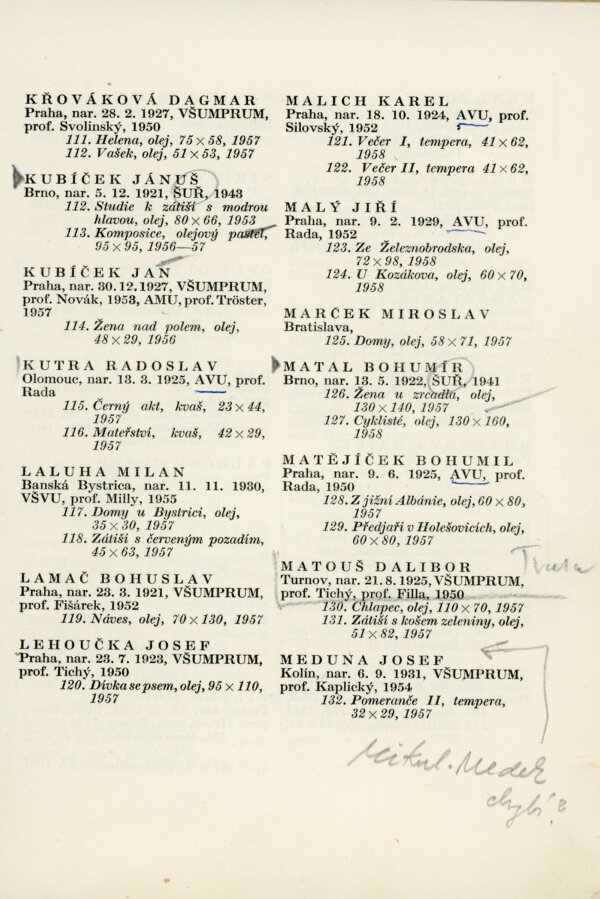 KŘOVÁKOVÁ DAGMAR
Praha, nar. 28. 2. 1927, VŠUMPRUM,
prof. Svolinský, 1950
111. Helena, olej, 75×58, 1957
112. Vašek, olej, 51×53, 1957
KUBÍČEK JÁNUŠ
Brno, nar. 5. 12. 1921, ŠUŘ, 1943
112. Studie k zátiší s modrou
hlavou, olej, 80×66, 1953
113. Komposice, olejový pastel,
95×95, 1956—57
KUBÍČEK JAN
Praha, nar. 30. 12. 1927, VŠUMPRUM,
prof. Novák, 1953, AMU, prof. Tröster,
1957
114. Žena nad polem, olej,
48×29, 1956
KUTRA RADOSLAV
Olomouc, nar. 13. 3. 1925, AVU, prof.
Rada
115. Černý akt, kvaš, 23×44,
1957
116. Mateřství, kvaš, 42×29,
1957
LALUHA MILAN
Banská Bystrica, nar. 11. 11. 1930,
VŠVU, prof. Milly, 1955
117. Domy u Bystrici, olej,
35×30, 1957
118. Zátiší s červeným pozadím,
45×63, 1957
LAMAČ BOHUSLAV
Praha, nar. 23. 3. 1921, VŠUMPRUM,
prof. Fišárek, 1952
119. Náves, olej, 70×130, 1957
LEHOUČKA JOSEF
Praha, nar. 23. 7. 1923, VŠUMPRUM,
prof. Tichý, 1950
120. Dívka se psem, olej, 95×110,
1957
MALICH KAREL
Praha, nar. 18. 10. 1924, AVU, prof.
Silovský, 1952
121. Večer I, tempera, 41×62,
1958
122. Večer II, tempera 41×62,
1958
MALÝ JIŘÍ
Praha, nar. 9. 2. 1929, AVU, prof.
Rada, 1952
123. Ze Železnobrodska, olej,
72×98, 1958
124. U Kozákova, olej, 60×70,
1958
MARČEK MIROSLAV
Bratislava,
125. Domy, olej, 58×71, 1957
MATAL BOHUMÍR
Brno, nar. 13. 5. 1922, ŠUŘ, 1941
126. Žena u zrcadla, olej,
130×140, 1957
127. Cyklisté, olej, 130×160,
1958
MATĚJÍČEK BOHUMIL
Praha, nar. 9. 6. 1925, AVU, prof.
Rada, 1950
128. Z jižní Albánie, olej, 60×80,
1957
129. Předjaří v Holešovicích, olej,
60×80, 1957
MATOUŠ DALIBOR
Turnov, nar. 21. 8. 1925, VŠUMPRUM,
prof. Tichý, prof. Filla, 1950
130. Chlapec, olej, 110×70, 1957
131. Zátiší s košem zeleniny, olej,
51×82, 1957
MEDUNA JOSEF
Kolín, nar. 6. 9. 1931, VŠUMPRUM,
prof. Kaplický, 1954
132. Pomeranče II, tempera,
32×29, 1957
Mikul. Medek
chybí?